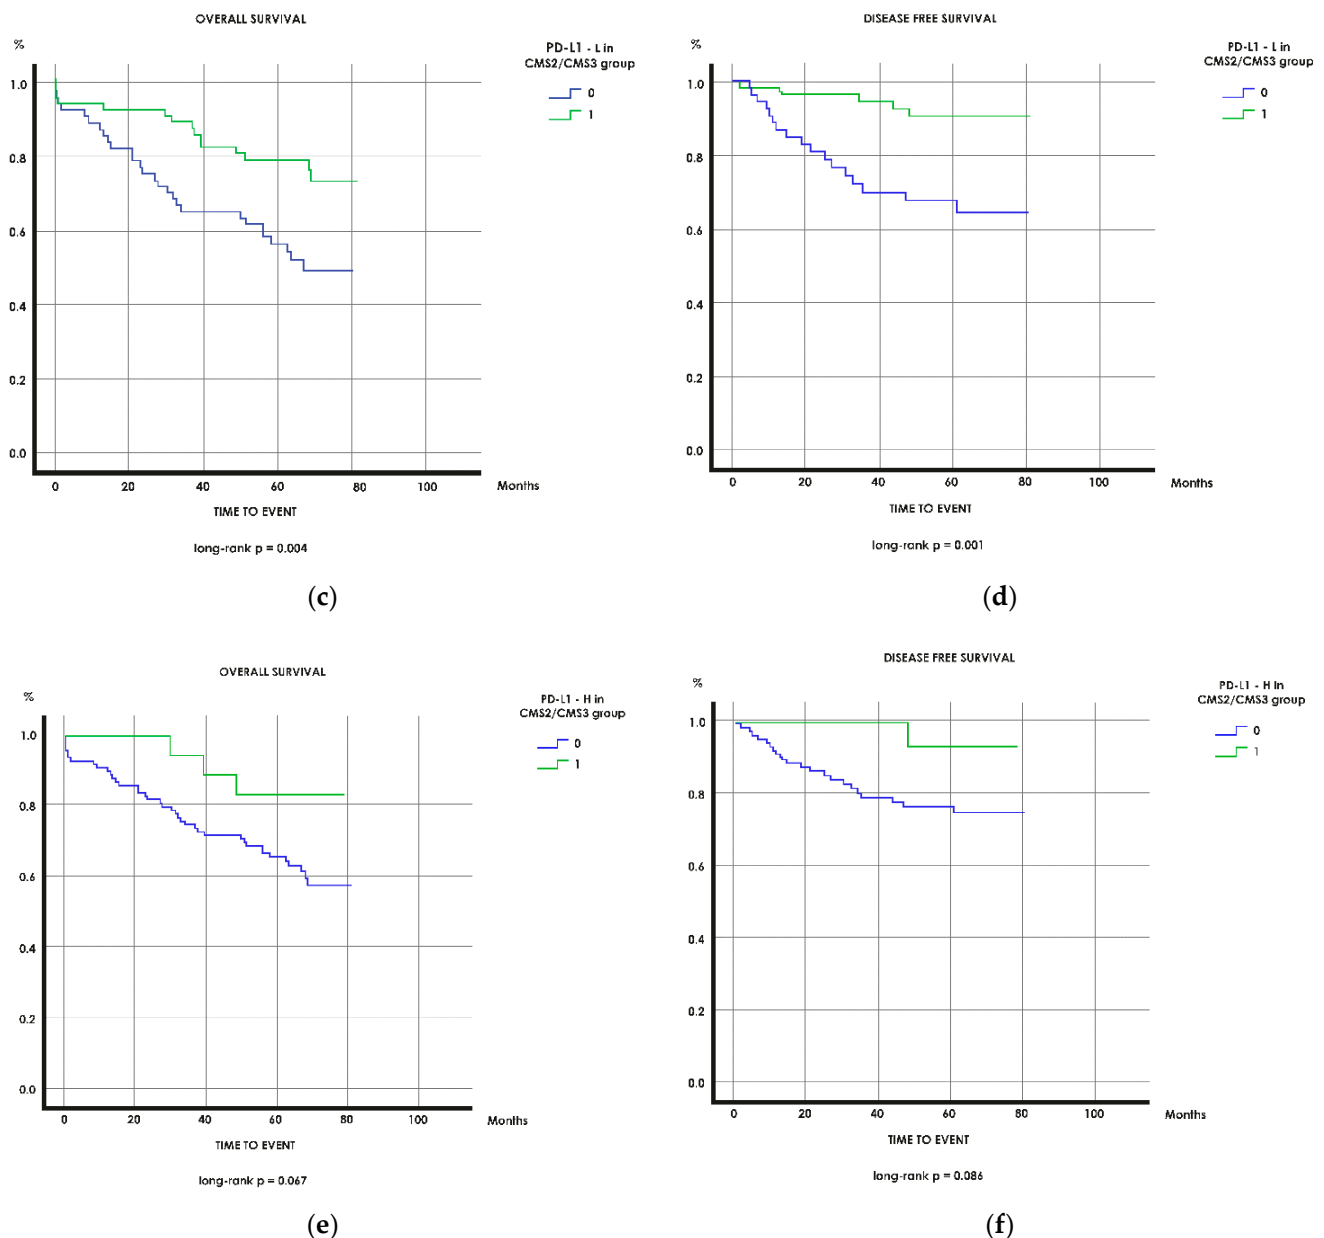 OVERALL SURVIVAL
%
PD-L1 - L in
CMS2/CMS3 group
0
1
1.0
0.8
0.6
0.4
0.2
0.0
0 20 40 60 80 100 Months
TIME TO EVENT
long-rank p = 0.004
(c)
DISEASE FREE SURVIVAL
%
PD-L1 - L in
CMS2/CMS3 group
0
1
1.0
0.8
0.6
0.4
0.2
0.0
0 20 40 60 80 100 Months
TIME TO EVENT
long-rank p = 0.001
(d)
OVERALL SURVIVAL
%
PD-L1 - H in
CMS2/CMS3 group
0
1
1.0
0.8
0.6
0.4
0.2
0.0
0 20 40 60 80 100 Months
TIME TO EVENT
long-rank p = 0.067
(e)
DISEASE FREE SURVIVAL
%
PD-L1 - H in
CMS2/CMS3 group
0
1
1.0
0.8
0.6
0.4
0.2
0.0
0 20 40 60 80 100 Months
TIME TO EVENT
long-rank p = 0.086
(f)